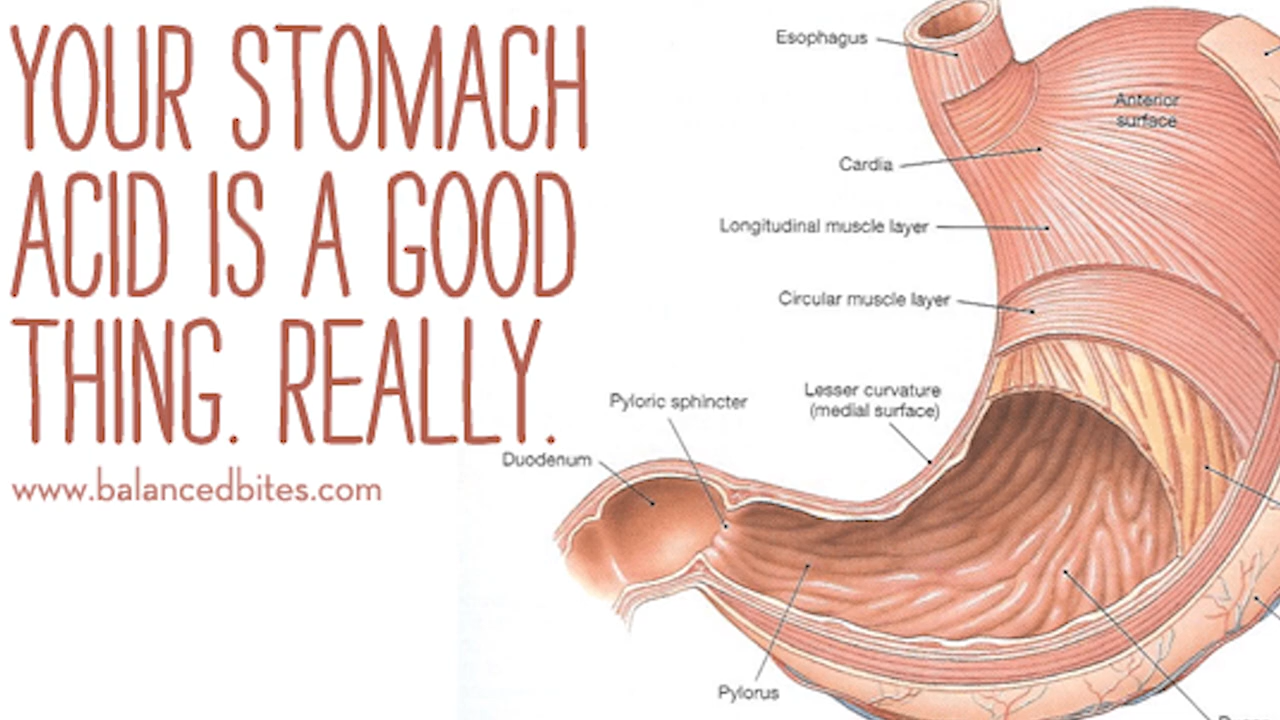 YOUR STOMACH
ACID IS A GOOD
THING. REALLY.
www.balancedbites.com
Esophagus
Anterior
surface
Cardia
Longitudinal muscle layer
Circular muscle layer
Lesser curvature
(medial surface)
Pyloric sphincter
Duodenum
Pylorus